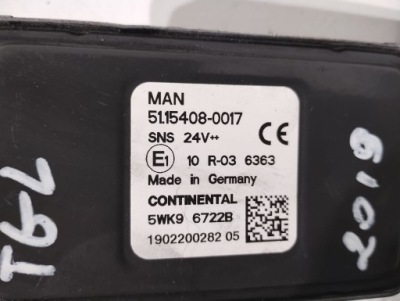 MAN
51.15408-0017
SNS 24V⎓
CE
E1 10 R-03 6363
Made in Germany
CONTINENTAL
5WK9 6722B
1902200282 05
TGL
2019